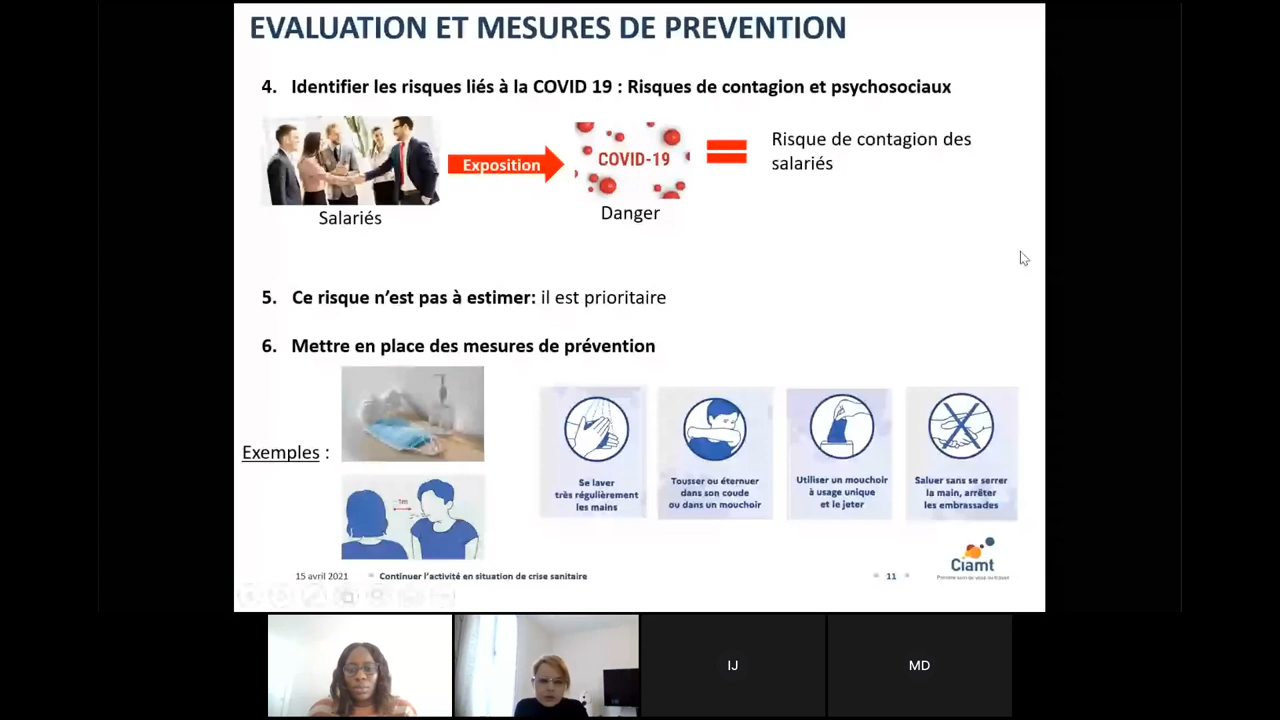 EVALUATION ET MESURES DE PREVENTION
4. Identifier les risques liés à la COVID 19 : Risques de contagion et psychosociaux
Exposition
COVID-19
Risque de contagion des
salariés
Salariés
Danger
5. Ce risque n’est pas à estimer: il est prioritaire
6. Mettre en place des mesures de prévention
Exemples :
1m
Se laver
très régulièrement
les mains
Tousser ou éternuer
dans son coude
ou dans un mouchoir
Utiliser un mouchoir
à usage unique
et le jeter
Saluer sans se serrer
la main, arrêter
les embrassades
15 avril 2021
Continuer l’activité en situation de crise sanitaire
11
Ciamt
IJ
MD